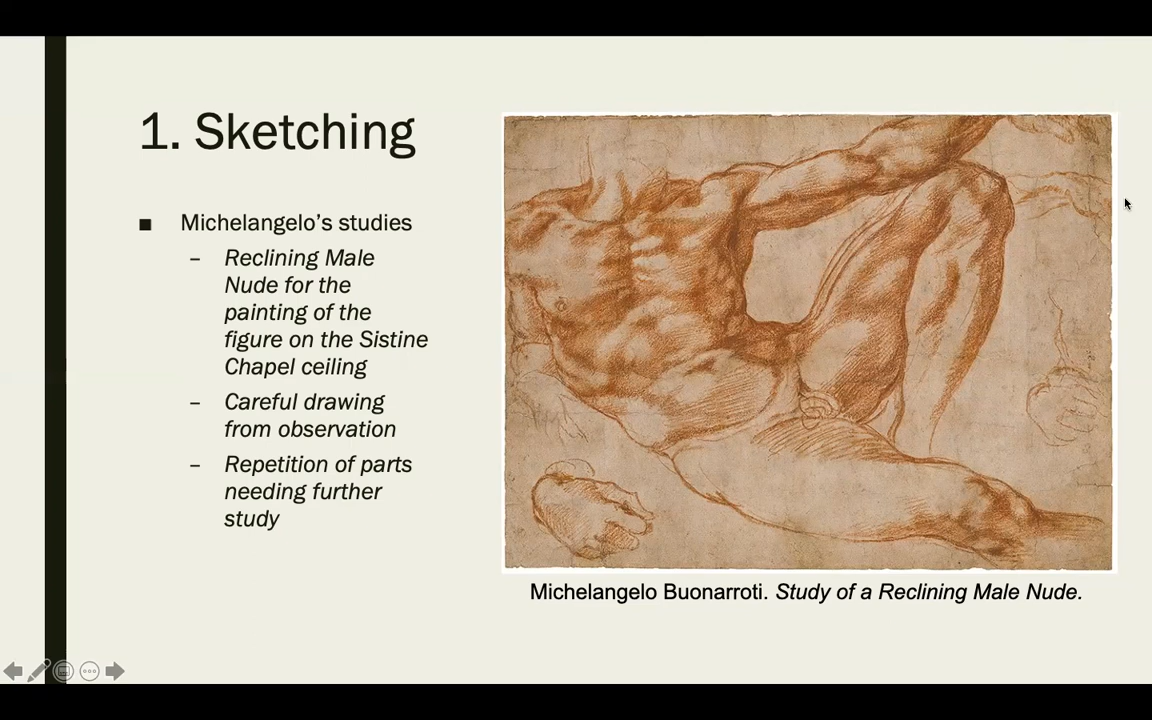 1. Sketching
■ Michelangelo’s studies
– Reclining Male
Nude for the
painting of the
figure on the Sistine
Chapel ceiling
– Careful drawing
from observation
– Repetition of parts
needing further
study
Michelangelo Buonarroti. Study of a Reclining Male Nude.